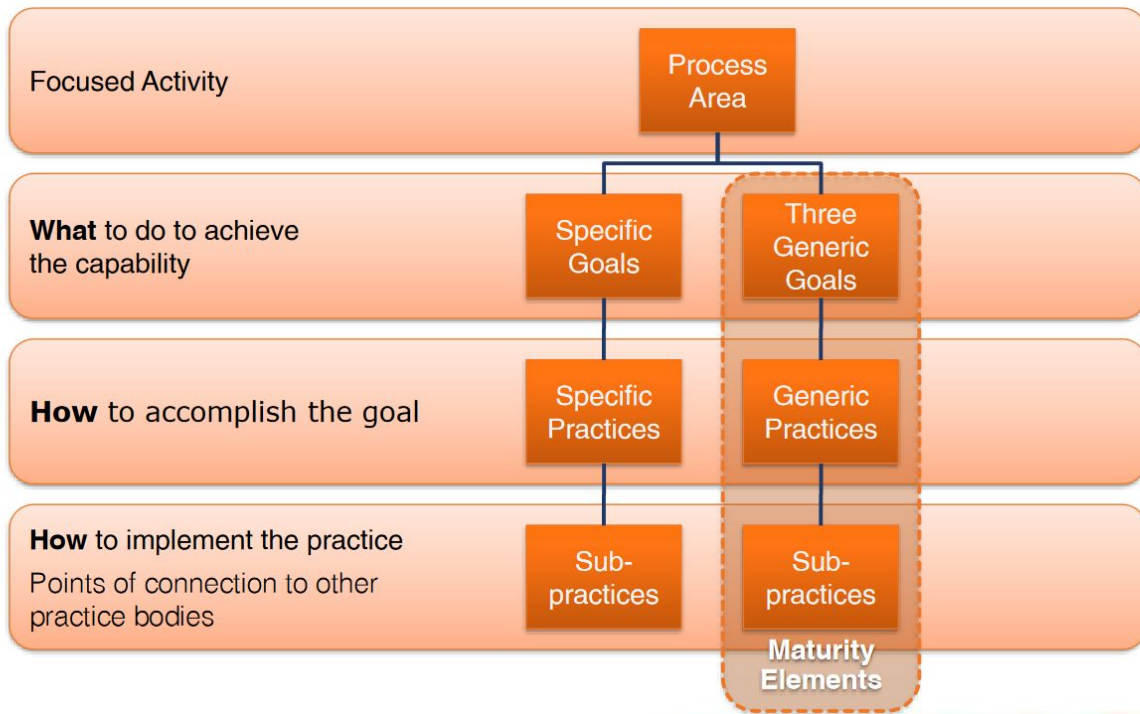 Focused Activity
Process
Area
What to do to achieve
the capability
Specific
Goals
Three
Generic
Goals
How to accomplish the goal
Specific
Practices
Generic
Practices
How to implement the practice
Points of connection to other
practice bodies
Sub-
practices
Sub-
practices
Maturity
Elements